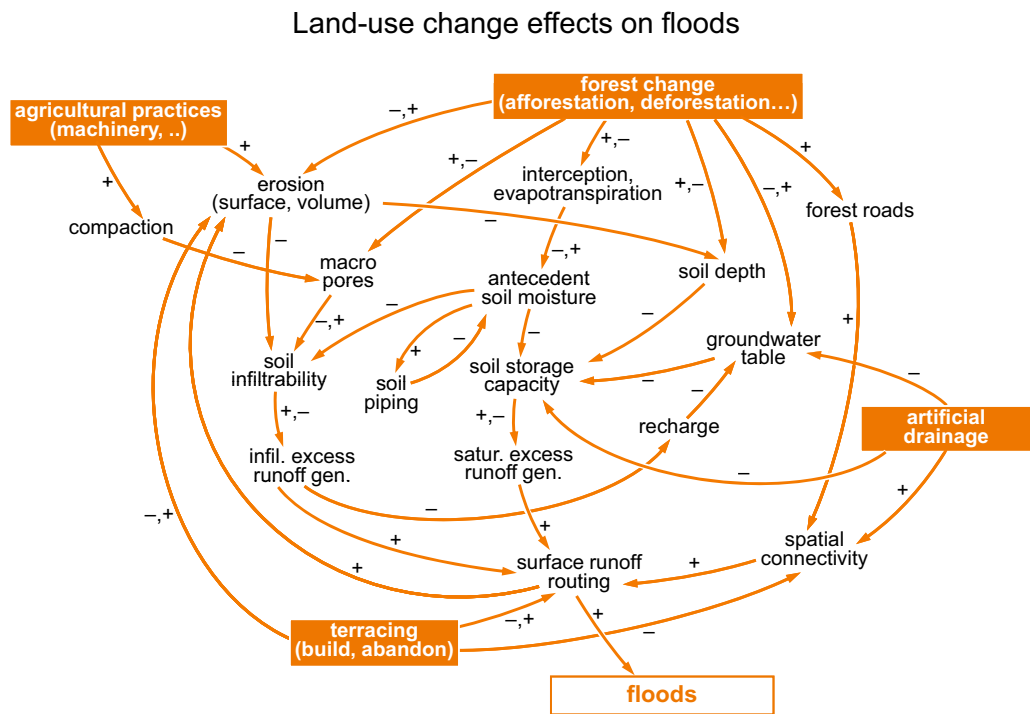 Land-use change effects on floods
agricultural practices
(machinery, ..)
forest change
(afforestation, deforestation...)
–,+
+
+
+,–
+,–
+,–
–,+
+
erosion
(surface, volume)
interception,
evapotranspiration
forest roads
compaction
–
–
–
–,+
macro
pores
antecedent
soil moisture
soil depth
–,+
–
+
–
–
–
+
soil
infiltrability
soil
piping
soil storage
capacity
groundwater
table
–
–
–
+,–
+,–
recharge
artificial
drainage
infil. excess
runoff gen.
satur. excess
runoff gen.
–
–
+
–,+
+
+
surface runoff
routing
spatial
connectivity
+
+
+
–,+
–
terracing
(build, abandon)
floods